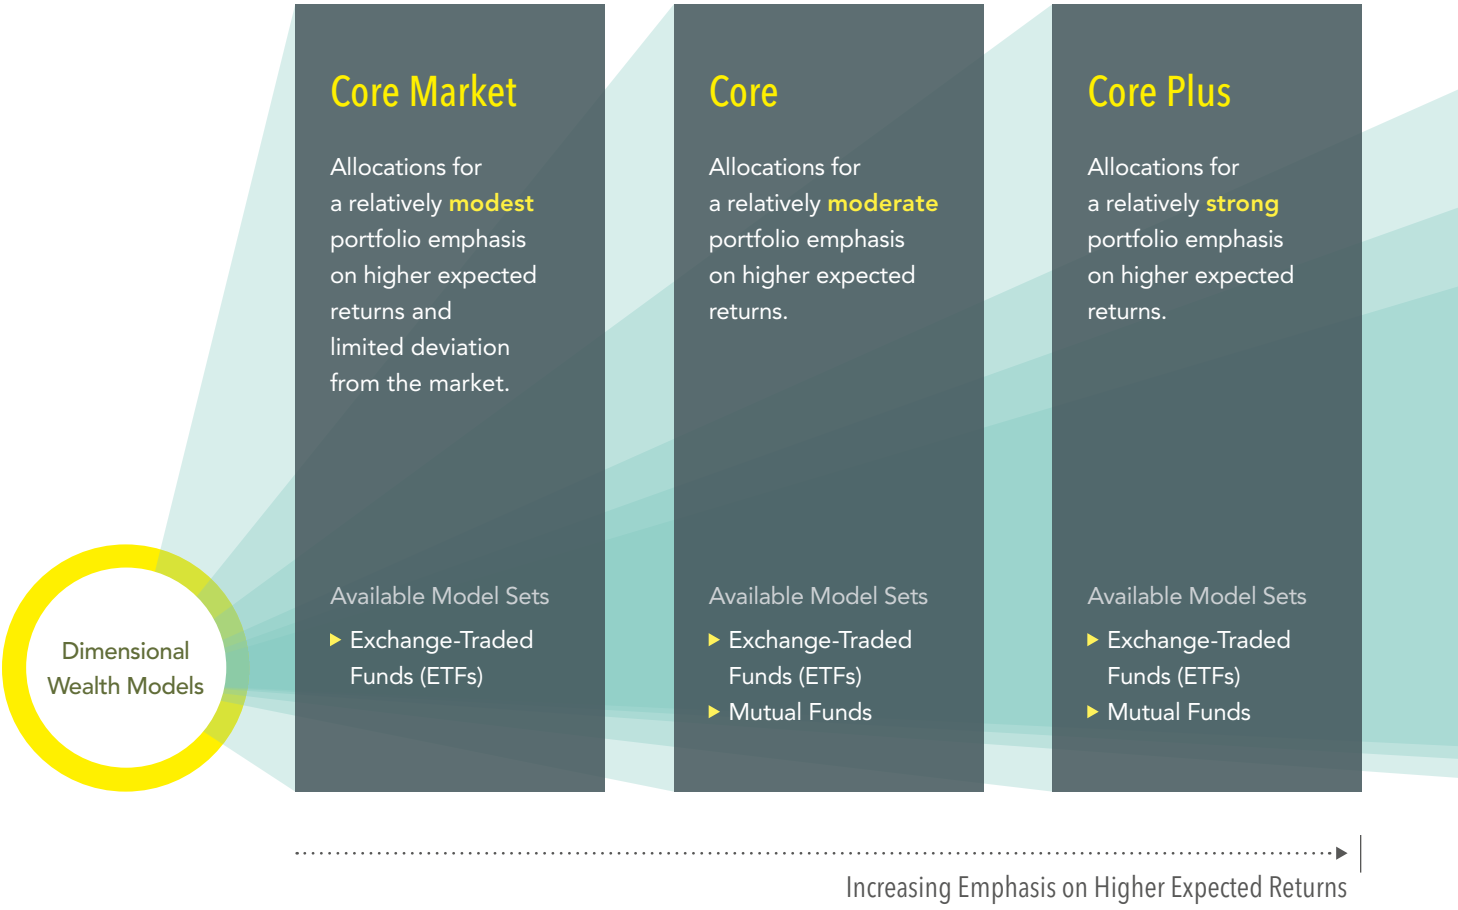 Core Market
Allocations for
a relatively modest
portfolio emphasis
on higher expected
returns and
limited deviation
from the market.
Available Model Sets
Exchange-Traded
Funds (ETFs)
Core
Allocations for
a relatively moderate
portfolio emphasis
on higher expected
returns.
Available Model Sets
Exchange-Traded
Funds (ETFs)
Mutual Funds
Core Plus
Allocations for
a relatively strong
portfolio emphasis
on higher expected
returns.
Available Model Sets
Exchange-Traded
Funds (ETFs)
Mutual Funds
Dimensional
Wealth Models
Increasing Emphasis on Higher Expected Returns